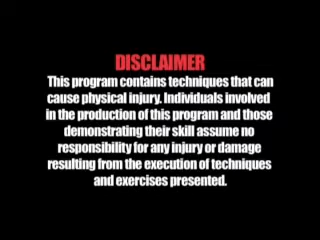 DISCLAIMER
This program contains techniques that can
cause physical injury. Individuals involved
in the production of this program and those
demonstrating their skill assume no
responsibility for any injury or damage
resulting from the execution of techniques
and exercises presented.